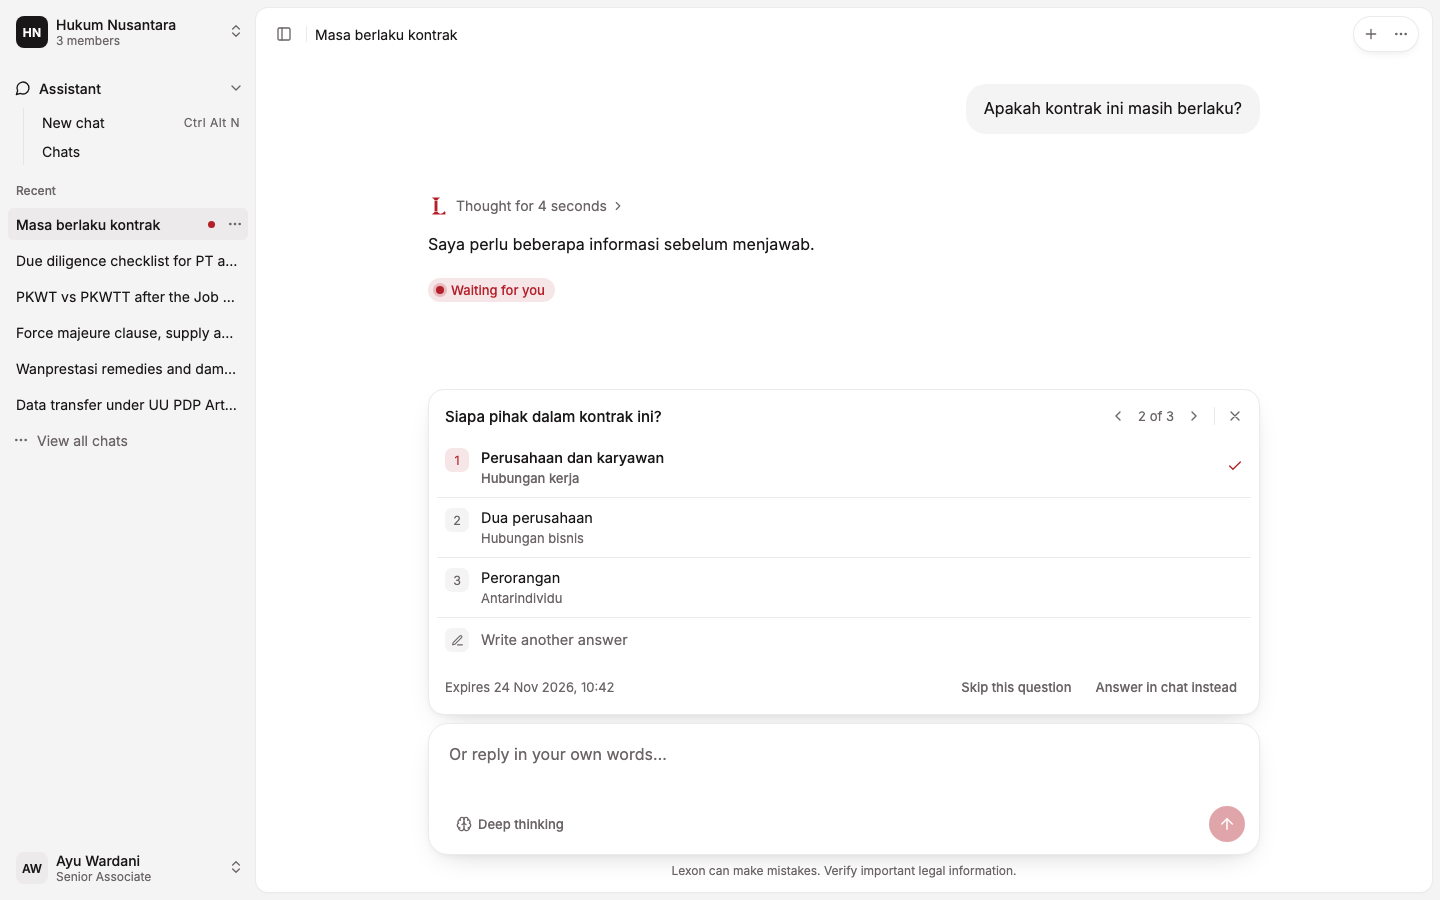 HN
Hukum Nusantara
3 members
Assistant
New chat
Ctrl Alt N
Chats
Recent
Masa berlaku kontrak
Due diligence checklist for PT a...
PKWT vs PKWTT after the Job ...
Force majeure clause, supply a...
Wanprestasi remedies and dam...
Data transfer under UU PDP Art...
View all chats
AW
Ayu Wardani
Senior Associate
Masa berlaku kontrak
Apakah kontrak ini masih berlaku?
L
Thought for 4 seconds
Saya perlu beberapa informasi sebelum menjawab.
Waiting for you
Siapa pihak dalam kontrak ini?
2 of 3
1
Perusahaan dan karyawan
Hubungan kerja
2
Dua perusahaan
Hubungan bisnis
3
Perorangan
Antarindividu
Write another answer
Expires 24 Nov 2026, 10:42
Skip this question
Answer in chat instead
Or reply in your own words...
Deep thinking
Lexon can make mistakes. Verify important legal information.